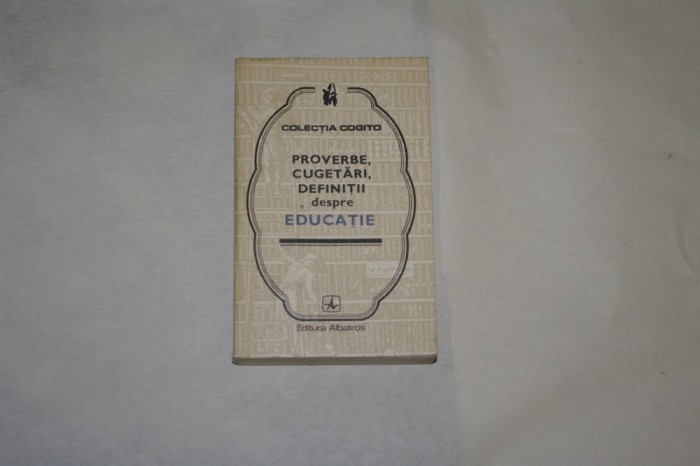 COLECȚIA COGITO
PROVERBE,
CUGETĂRI,
DEFINIȚII
despre
EDUCAȚIE
Editura Albatros